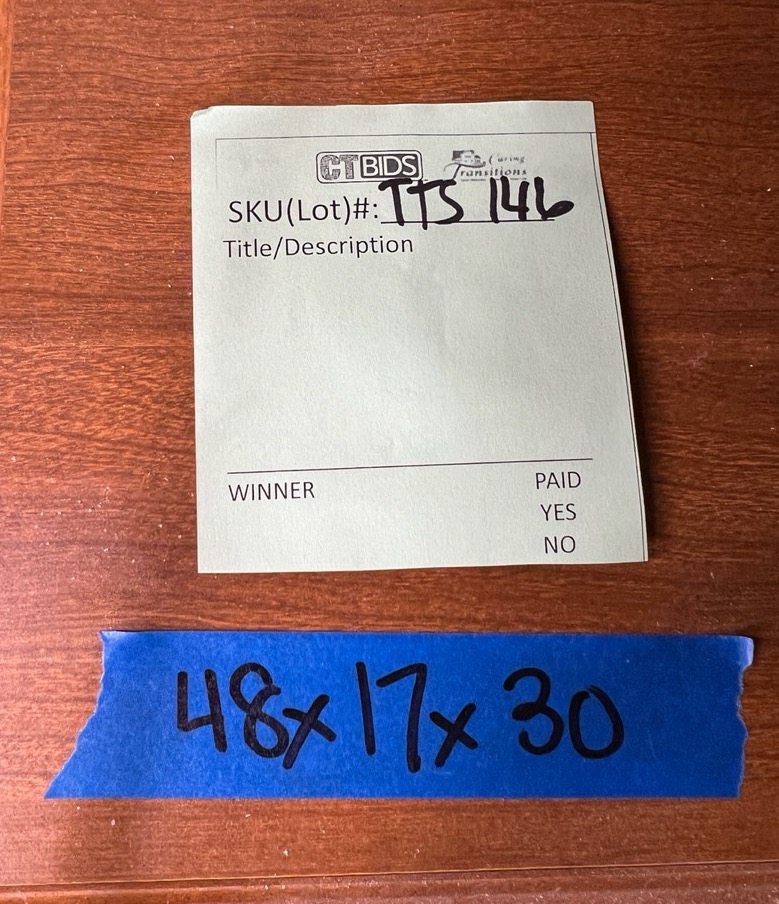 CTBIDS Caring Transitions
SKU(Lot)#: TTS 146
Title/Description
WINNER PAID
YES
NO
48x17x30